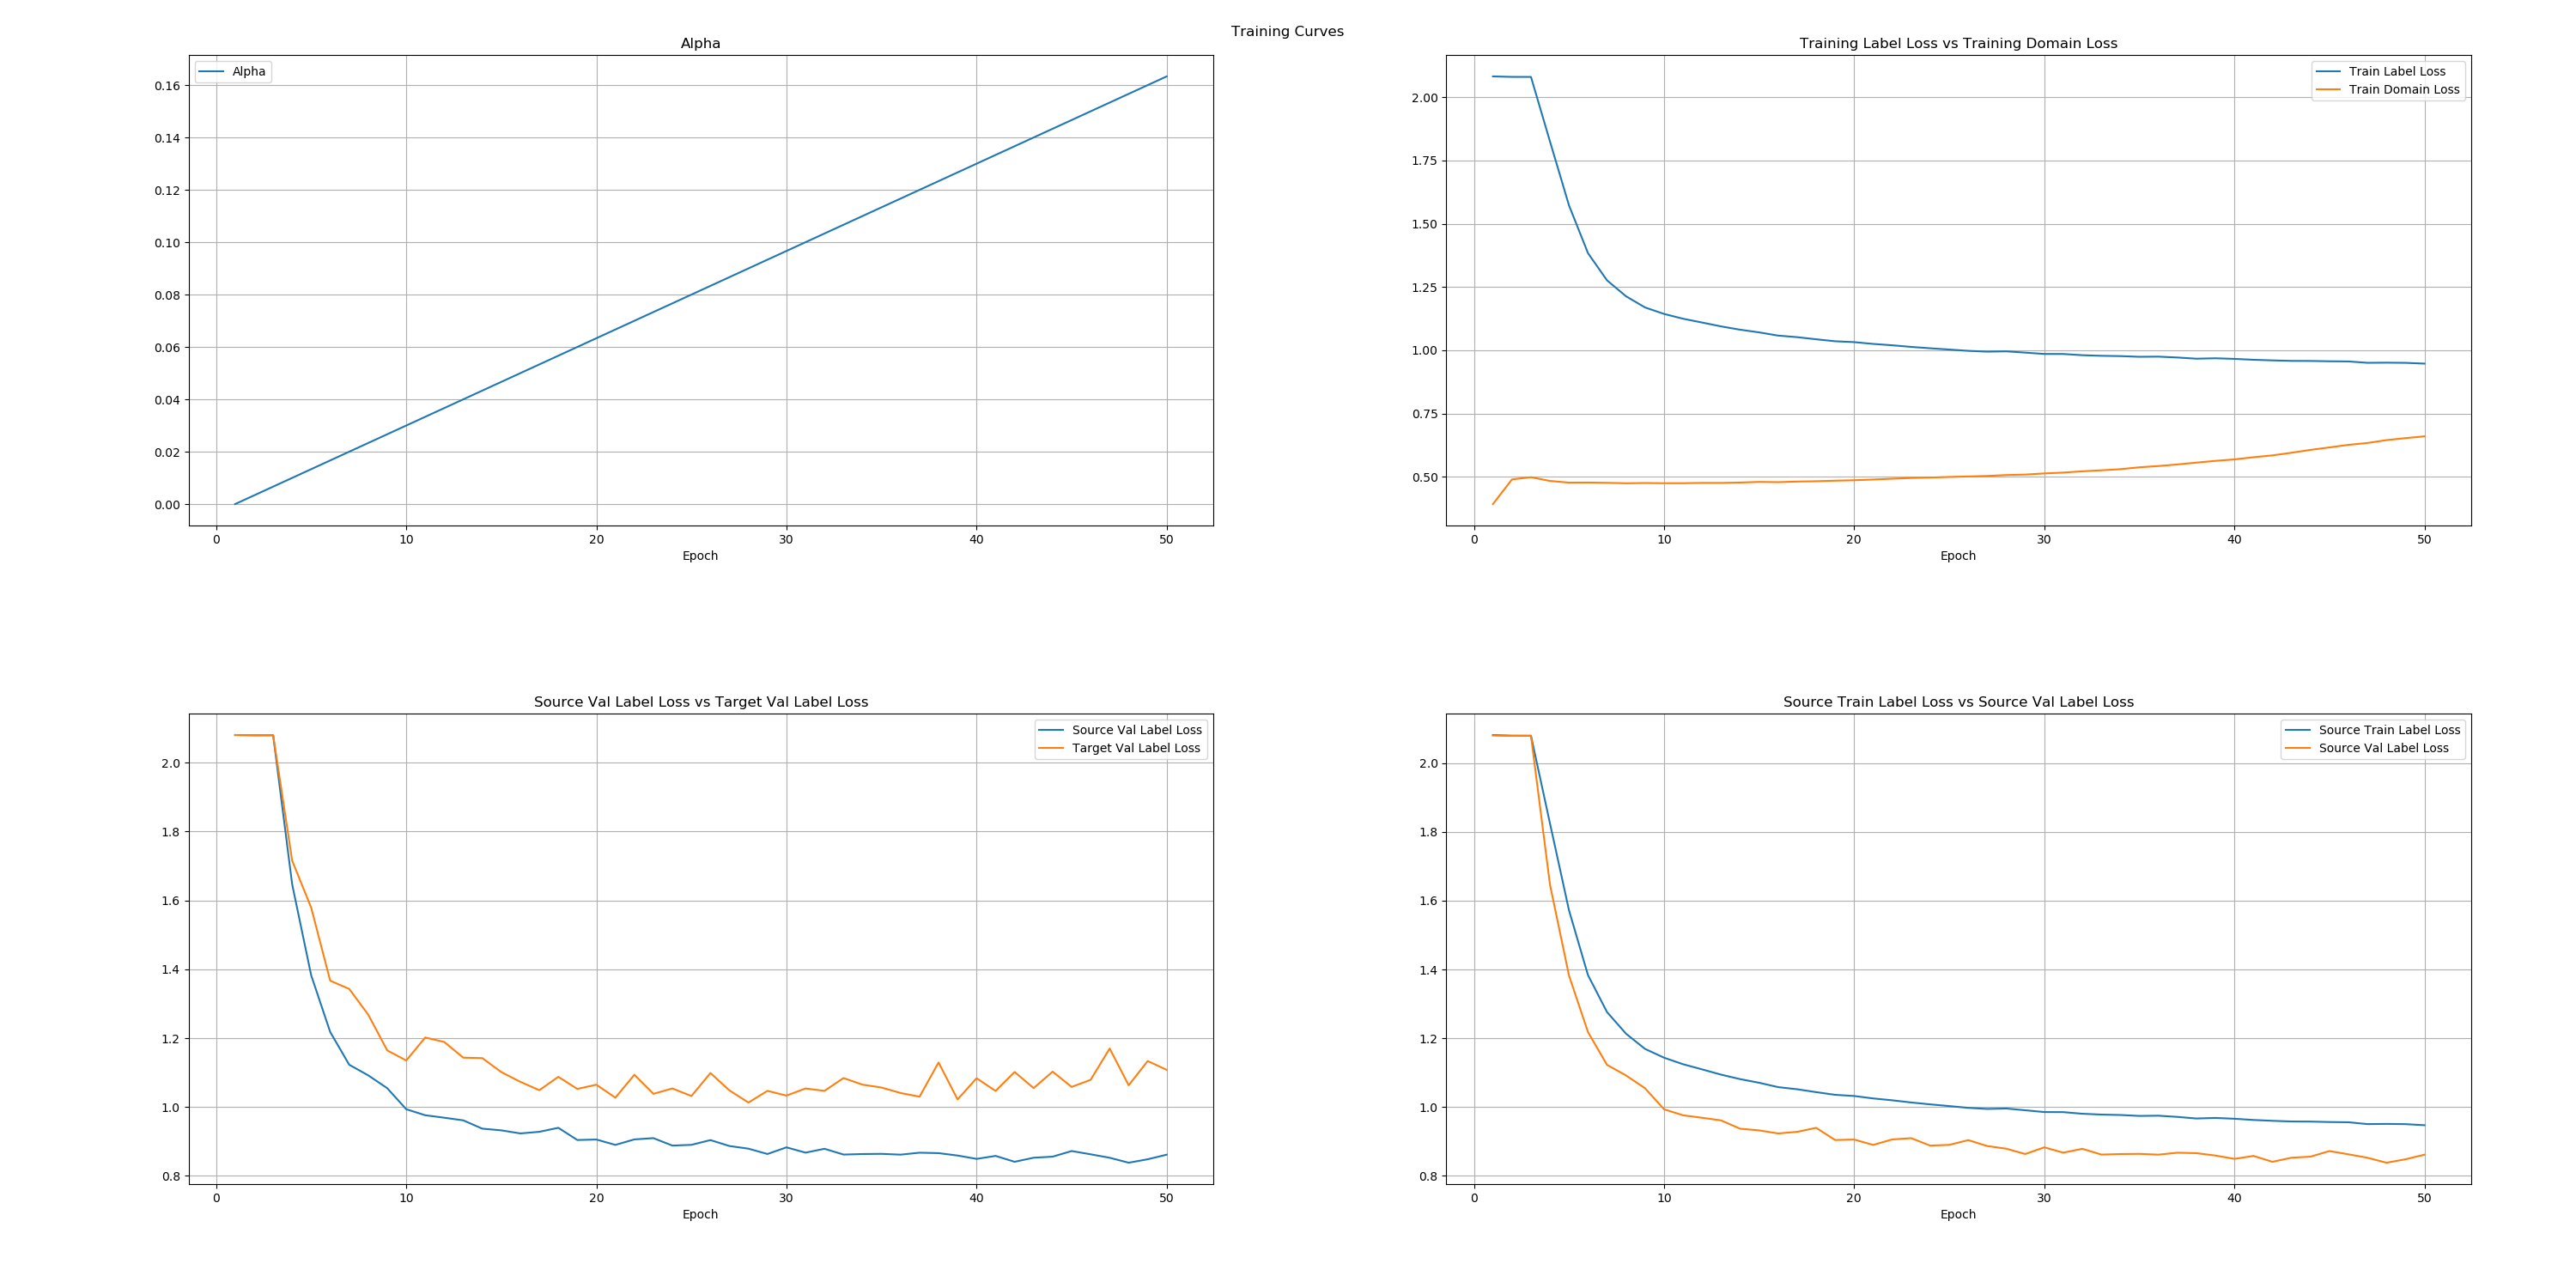 Training Curves
Alpha
Alpha
0.16
0.14
0.12
0.10
0.08
0.06
0.04
0.02
0.00
0 10 20 30 40 50
Epoch
Training Label Loss vs Training Domain Loss
Train Label Loss
Train Domain Loss
2.00
1.75
1.50
1.25
1.00
0.75
0.50
0 10 20 30 40 50
Epoch
Source Val Label Loss vs Target Val Label Loss
Source Val Label Loss
Target Val Label Loss
2.0
1.8
1.6
1.4
1.2
1.0
0.8
0 10 20 30 40 50
Epoch
Source Train Label Loss vs Source Val Label Loss
Source Train Label Loss
Source Val Label Loss
2.0
1.8
1.6
1.4
1.2
1.0
0.8
0 10 20 30 40 50
Epoch